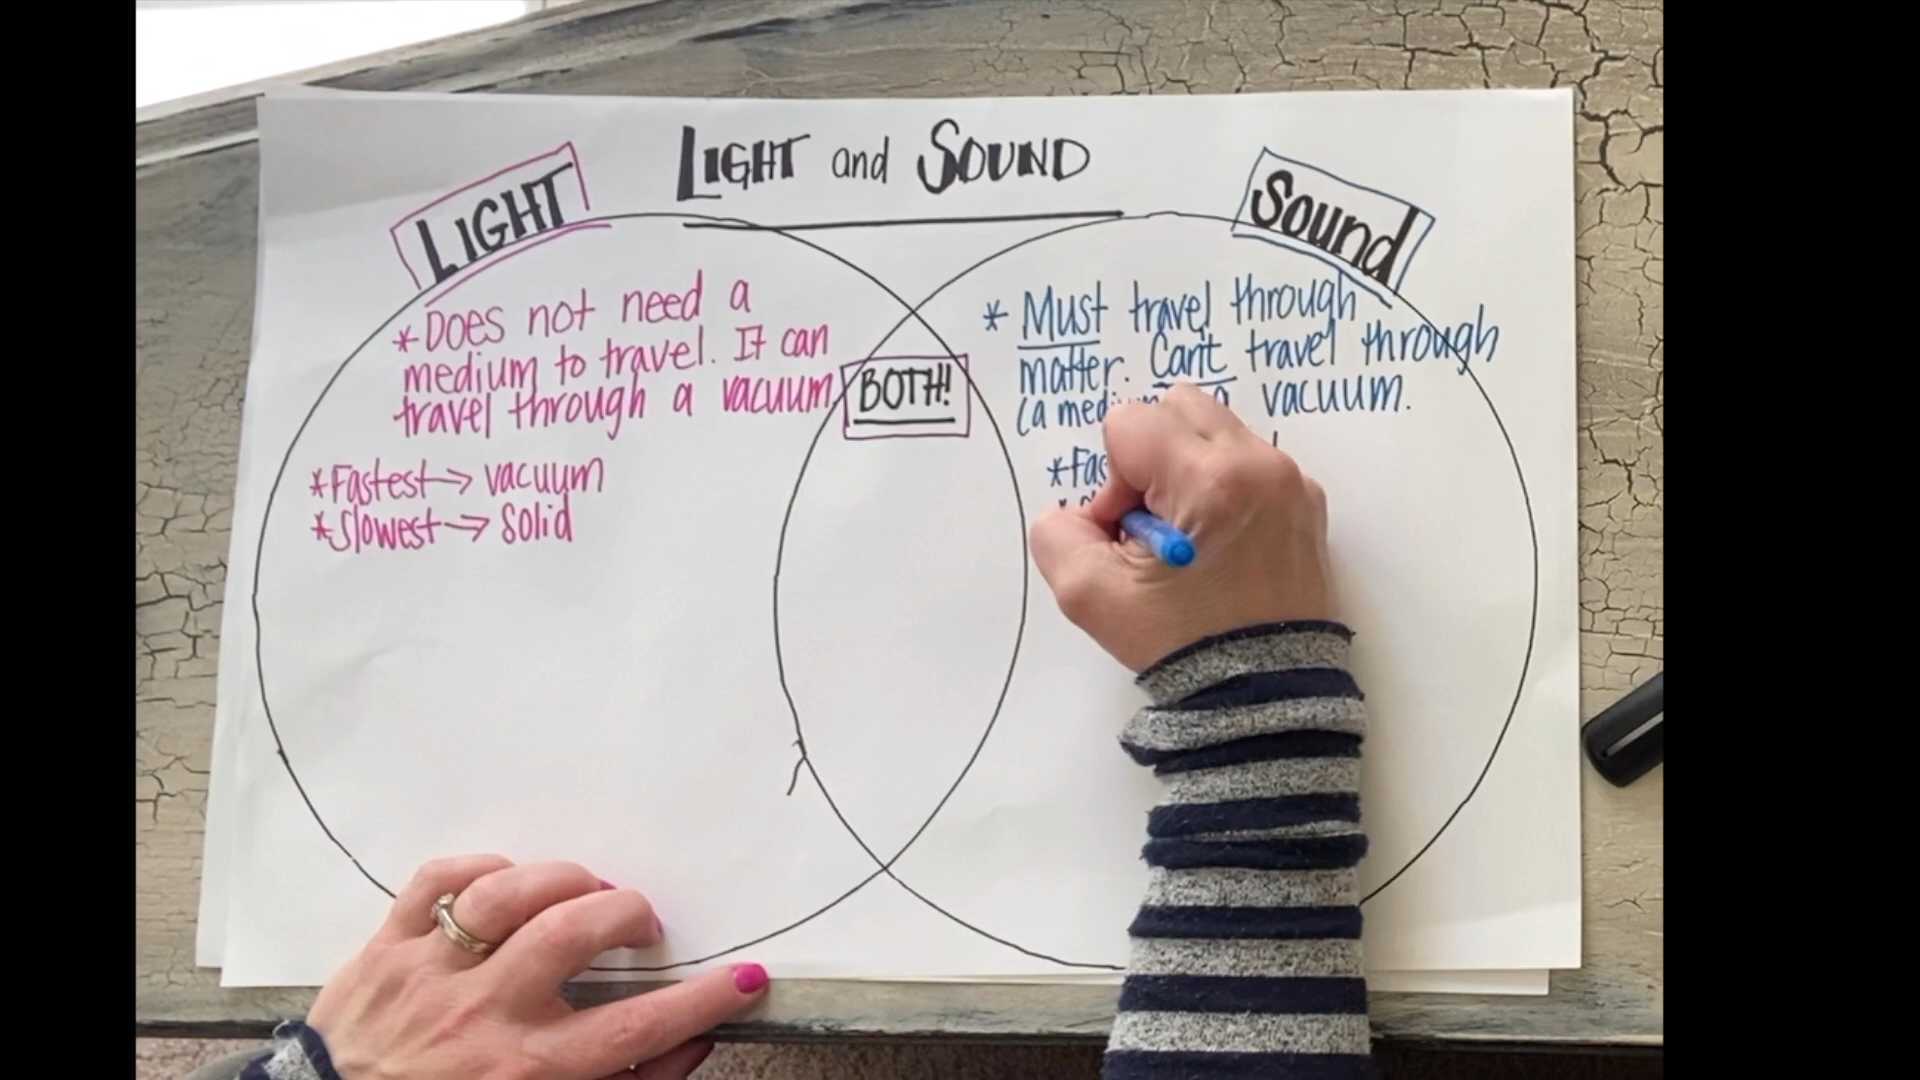 LIGHT and SOUND
LIGHT
* Does not need a
medium to travel. It can
travel through a vacuum
* Fastest → vacuum
* Slowest → Solid
BOTH!
Sound
* Must travel through
matter. Can't travel through
(a a vacuum.
*